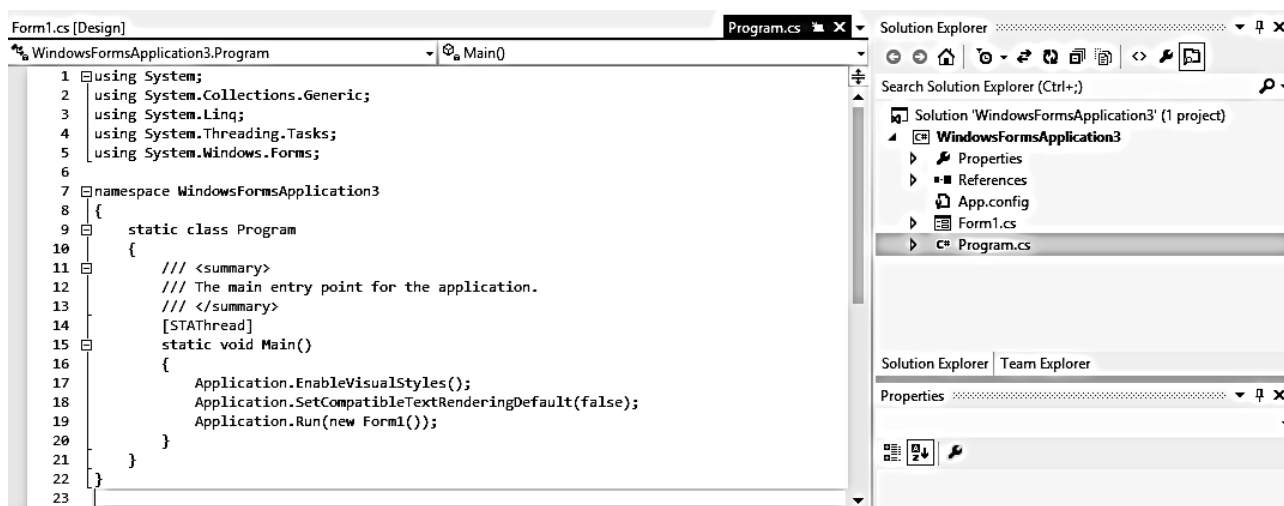 Form1.cs [Design]
Program.cs
WindowsFormsApplication3.Program
Main()
1 using System;
2 using System.Collections.Generic;
3 using System.Linq;
4 using System.Threading.Tasks;
5 using System.Windows.Forms;
6
7 namespace WindowsFormsApplication3
8 {
9 static class Program
10 {
11 /// <summary>
12 /// The main entry point for the application.
13 /// </summary>
14 [STAThread]
15 static void Main()
16 {
17 Application.EnableVisualStyles();
18 Application.SetCompatibleTextRenderingDefault(false);
19 Application.Run(new Form1());
20 }
21 }
22 }
23
Solution Explorer
Search Solution Explorer (Ctrl+;)
Solution 'WindowsFormsApplication3' (1 project)
C# WindowsFormsApplication3
Properties
References
App.config
Form1.cs
C# Program.cs
Solution Explorer Team Explorer
Properties